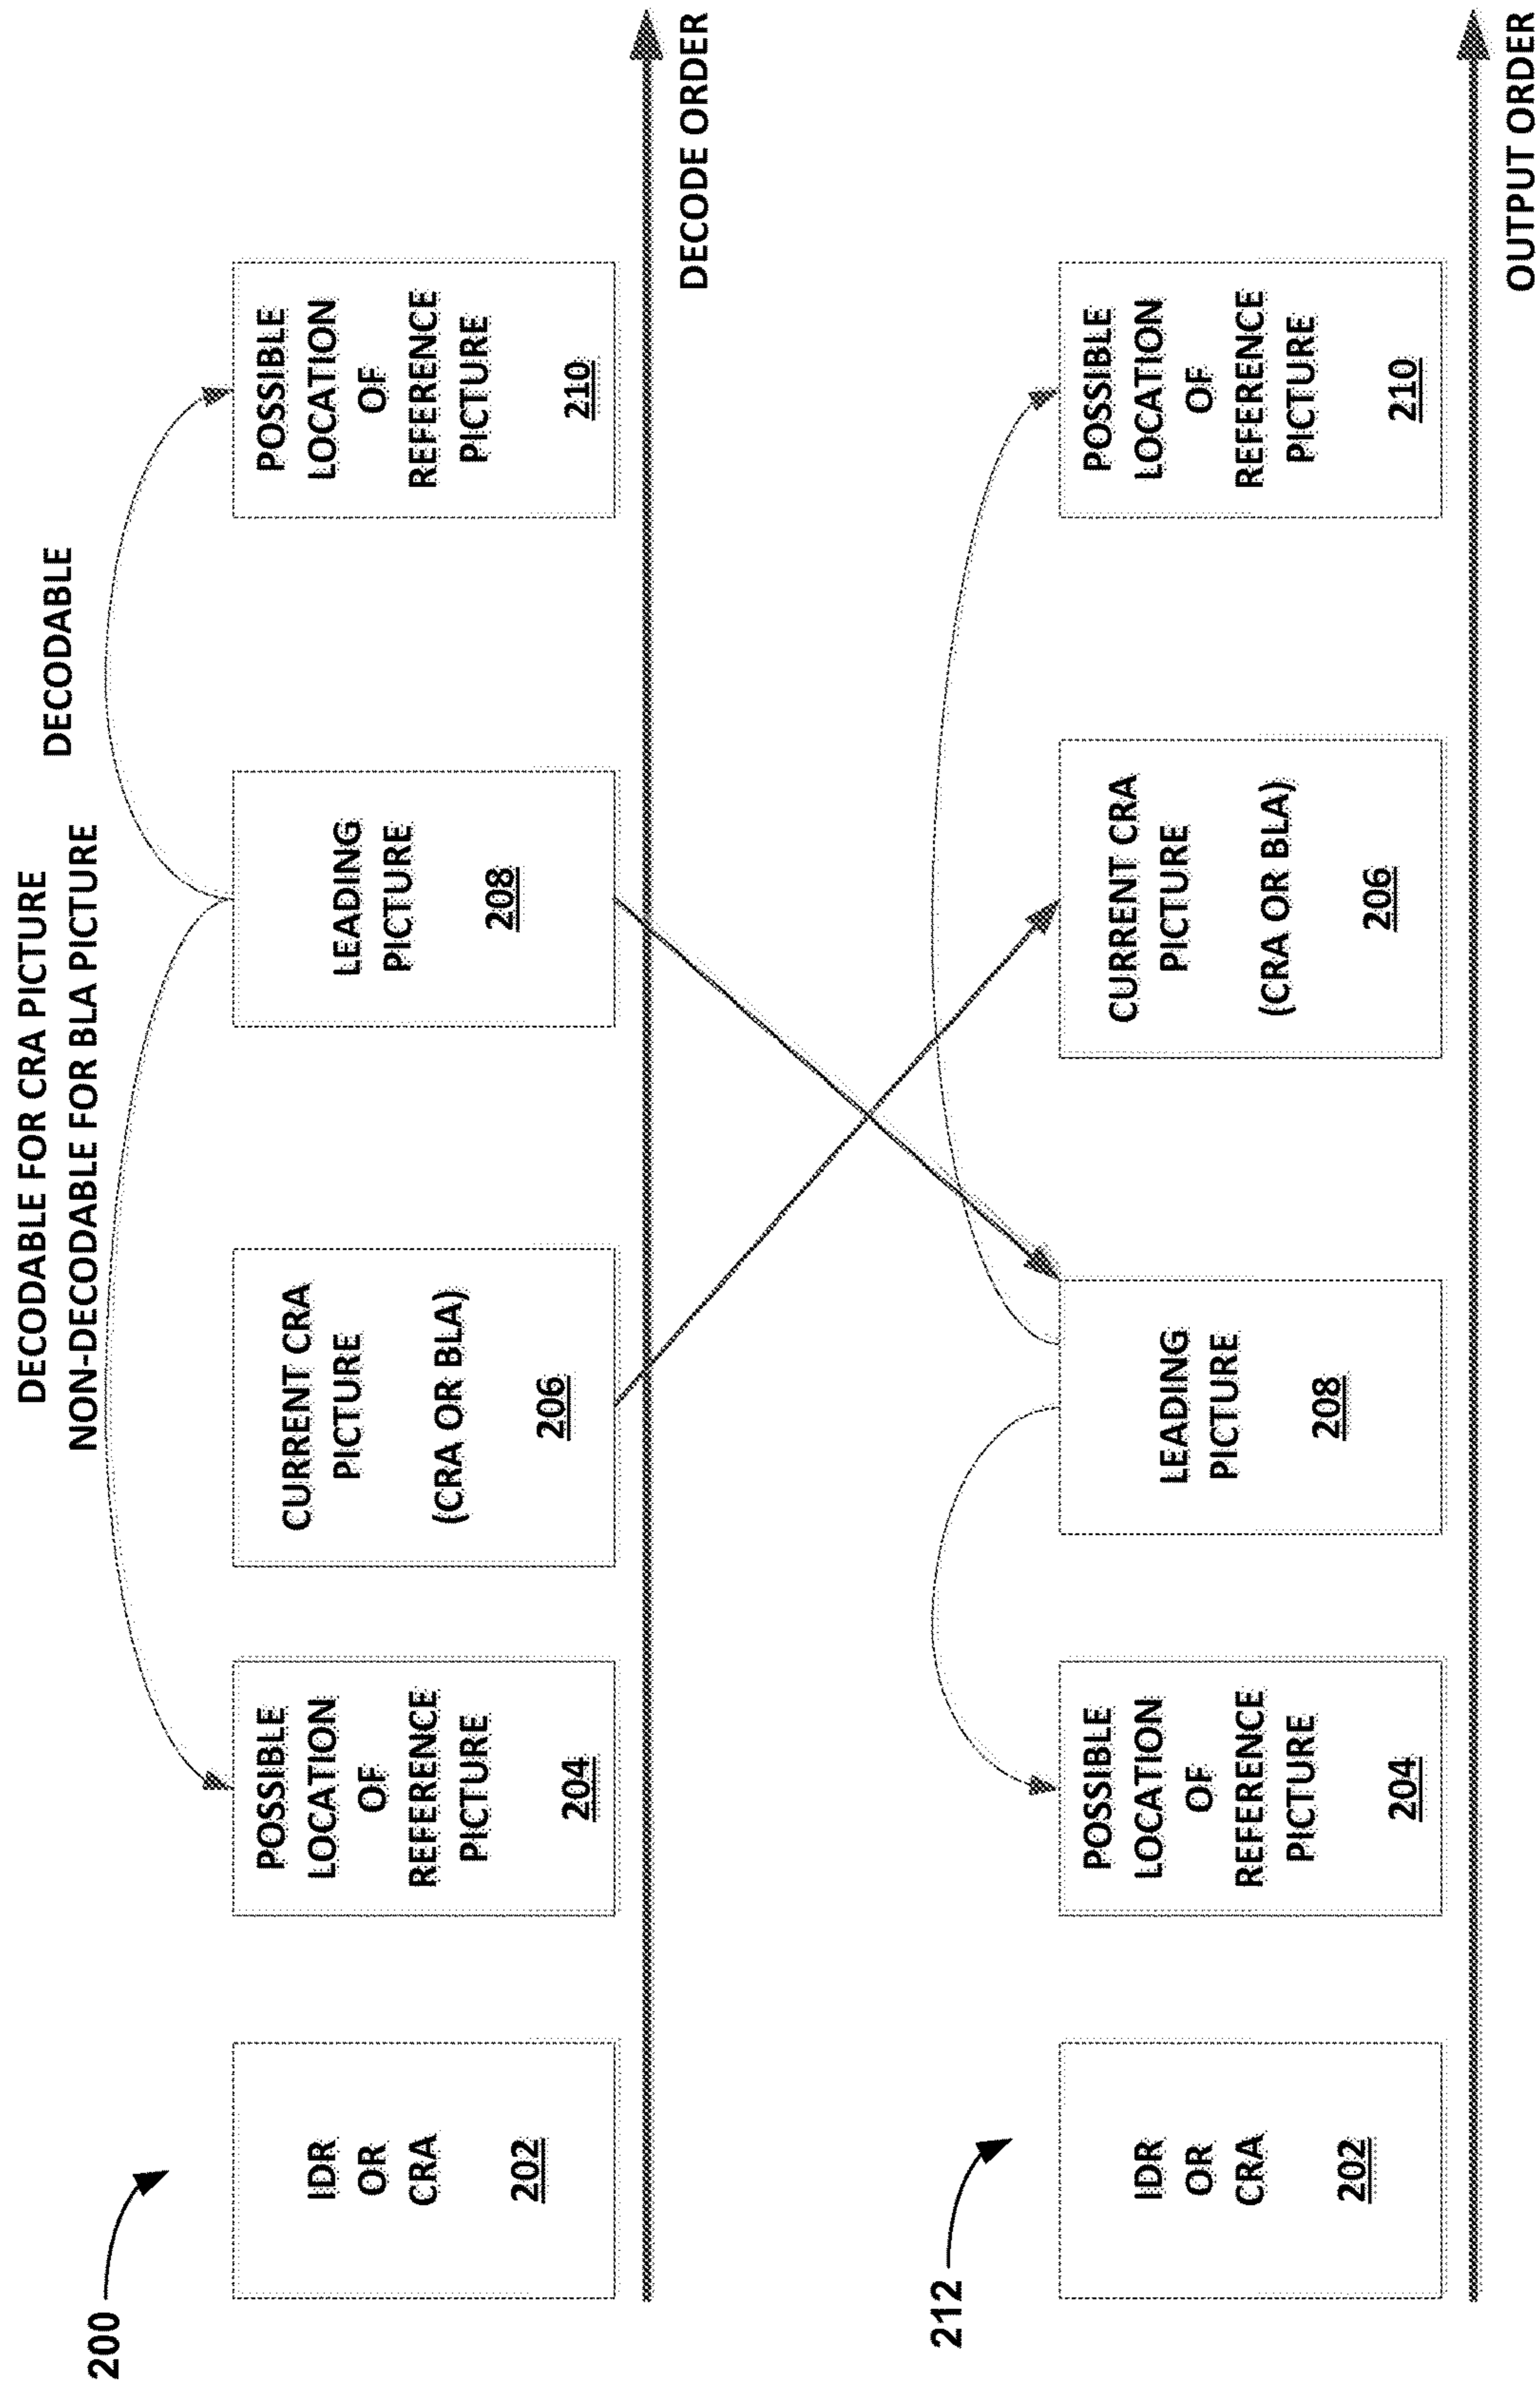 200
DECODABLE FOR CRA PICTURE
NON-DECODABLE FOR BLA PICTURE
DECODABLE
IDR
OR
CRA
202
POSSIBLE
LOCATION
OF
REFERENCE
PICTURE
204
CURRENT CRA
PICTURE
(CRA OR BLA)
206
LEADING
PICTURE
208
POSSIBLE
LOCATION
OF
REFERENCE
PICTURE
210
DECODE ORDER
212
IDR
OR
CRA
202
POSSIBLE
LOCATION
OF
REFERENCE
PICTURE
204
LEADING
PICTURE
208
CURRENT CRA
PICTURE
(CRA OR BLA)
206
POSSIBLE
LOCATION
OF
REFERENCE
PICTURE
210
OUTPUT ORDER